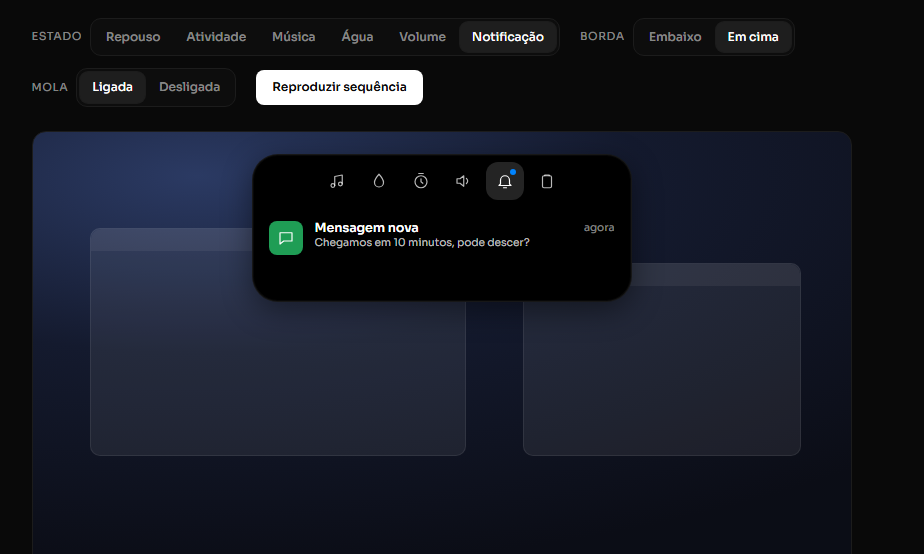 ESTADO Repouso Atividade Música Água Volume Notificação BORDA Embaixo Em cima
MOLA Ligada Desligada Reproduzir sequência
Mensagem nova agora
Chegamos em 10 minutos, pode descer?